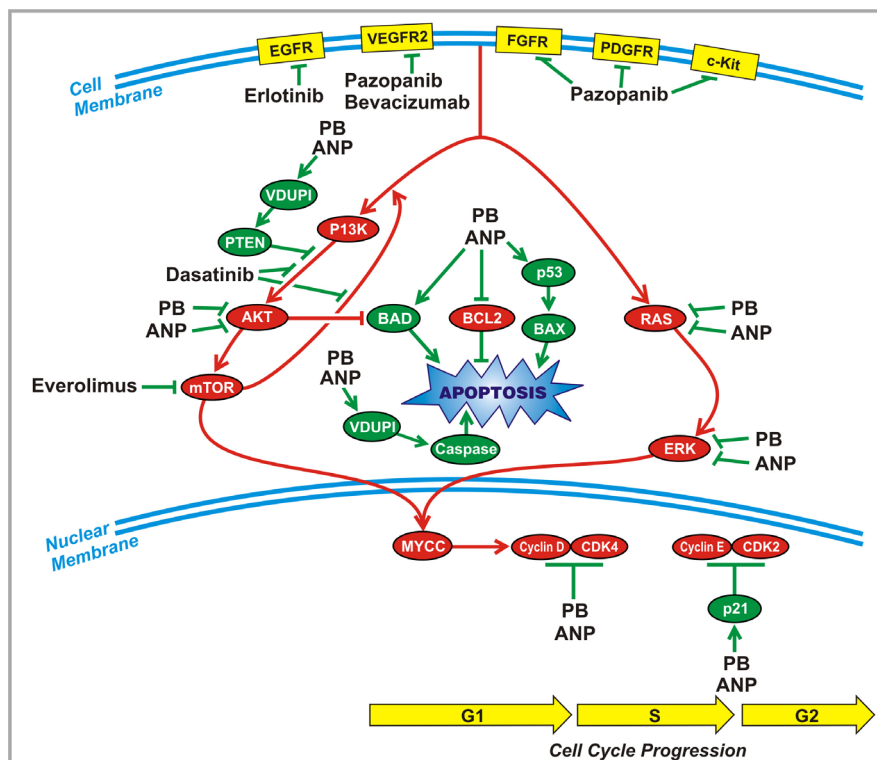 EGFR
VEGFR2
FGFR
PDGFR
c-Kit
Cell
Membrane
Erlotinib
Pazopanib
Bevacizumab
Pazopanib
PB
ANP
VDUPI
PTEN
P13K
Dasatinib
PB
ANP
p53
PB
ANP
AKT
BAD
BCL2
BAX
RAS
PB
ANP
Everolimus
mTOR
PB
ANP
APOPTOSIS
VDUPI
Caspase
ERK
PB
ANP
Nuclear
Membrane
MYCC
Cyclin D
CDK4
Cyclin E
CDK2
PB
ANP
p21
PB
ANP
G1
S
G2
Cell Cycle Progression